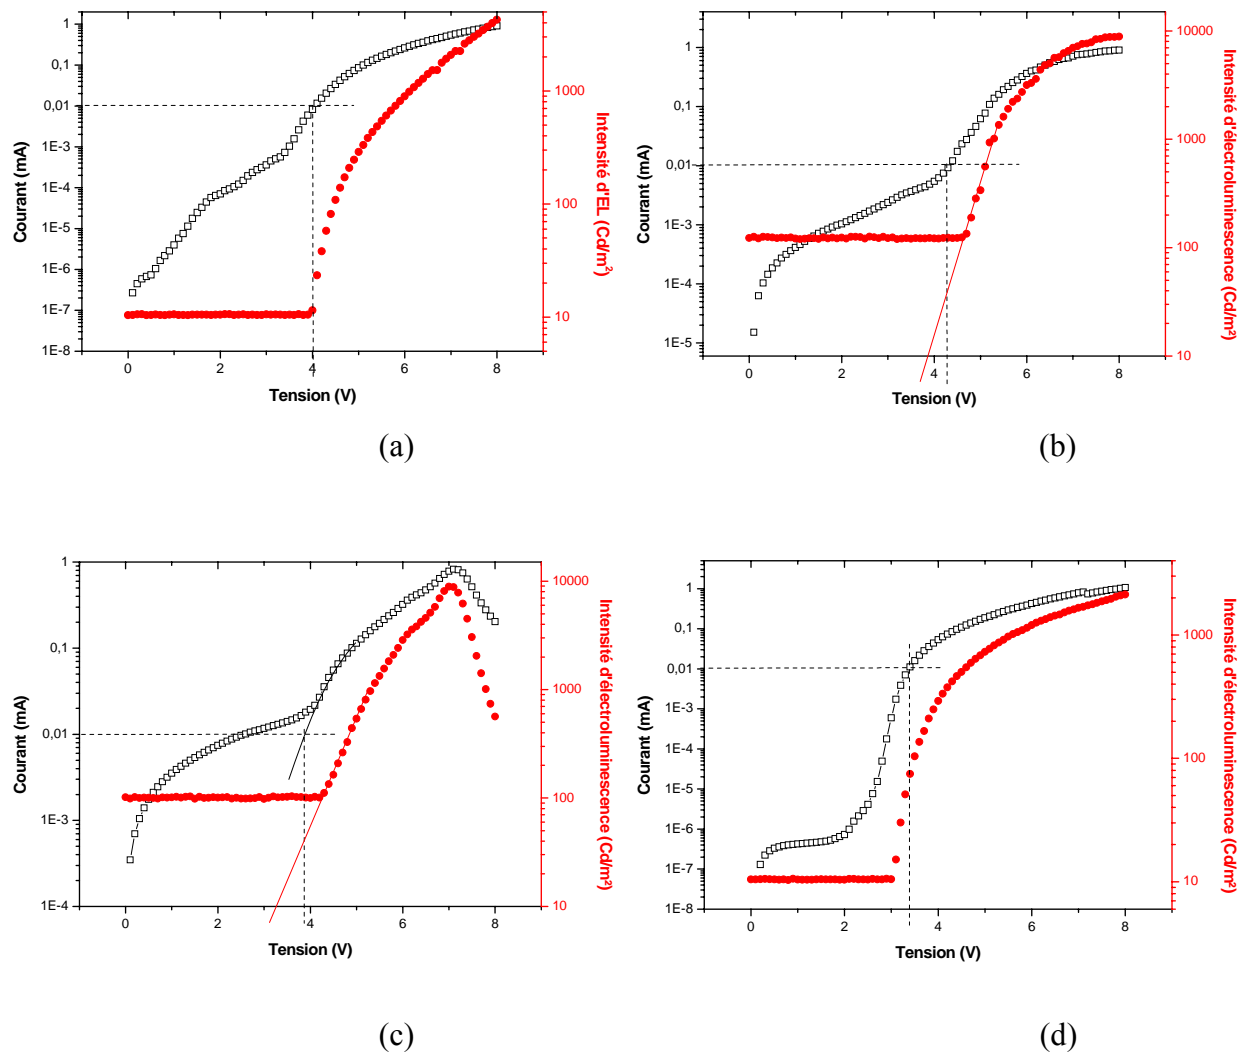 1
0,1
0,01
1E-3
1E-4
1E-5
1E-6
1E-7
1E-8
0
2
4
6
8
1000
100
10
Courant (mA)
Intensité d'EL (Cd/m²)
Tension (V)
(a)
1
0,1
0,01
1E-3
1E-4
1E-5
0
2
4
6
8
10000
1000
100
10
Courant (mA)
Intensité d'électroluminescence (Cd/m²)
Tension (V)
(b)
1
0,1
0,01
1E-3
1E-4
0
2
4
6
8
10000
1000
100
10
Courant (mA)
Intensité d'électroluminescence (Cd/m²)
Tension (V)
(c)
1
0,1
0,01
1E-3
1E-4
1E-5
1E-6
1E-7
1E-8
0
2
4
6
8
1000
100
10
Courant (mA)
Intensité d'électroluminescence (Cd/m²)
Tension (V)
(d)